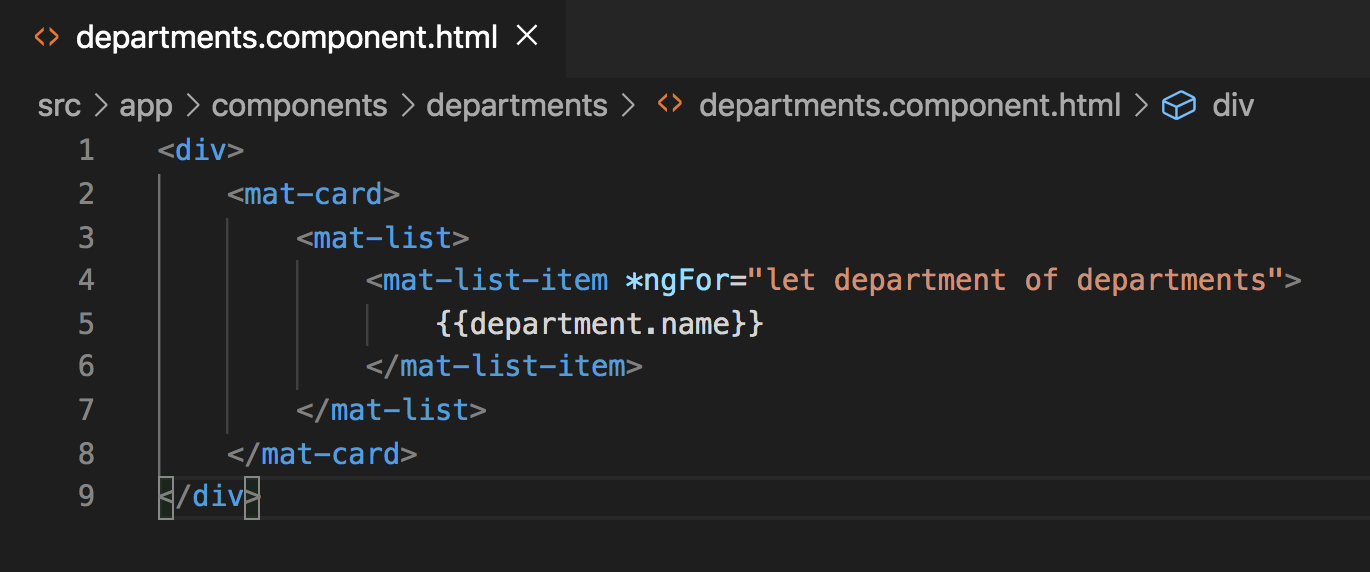 departments.component.html
src > app > components > departments > departments.component.html > div
1 <div>
2     <mat-card>
3         <mat-list>
4             <mat-list-item *ngFor="let department of departments">
5                 {{department.name}}
6             </mat-list-item>
7         </mat-list>
8     </mat-card>
9 </div>